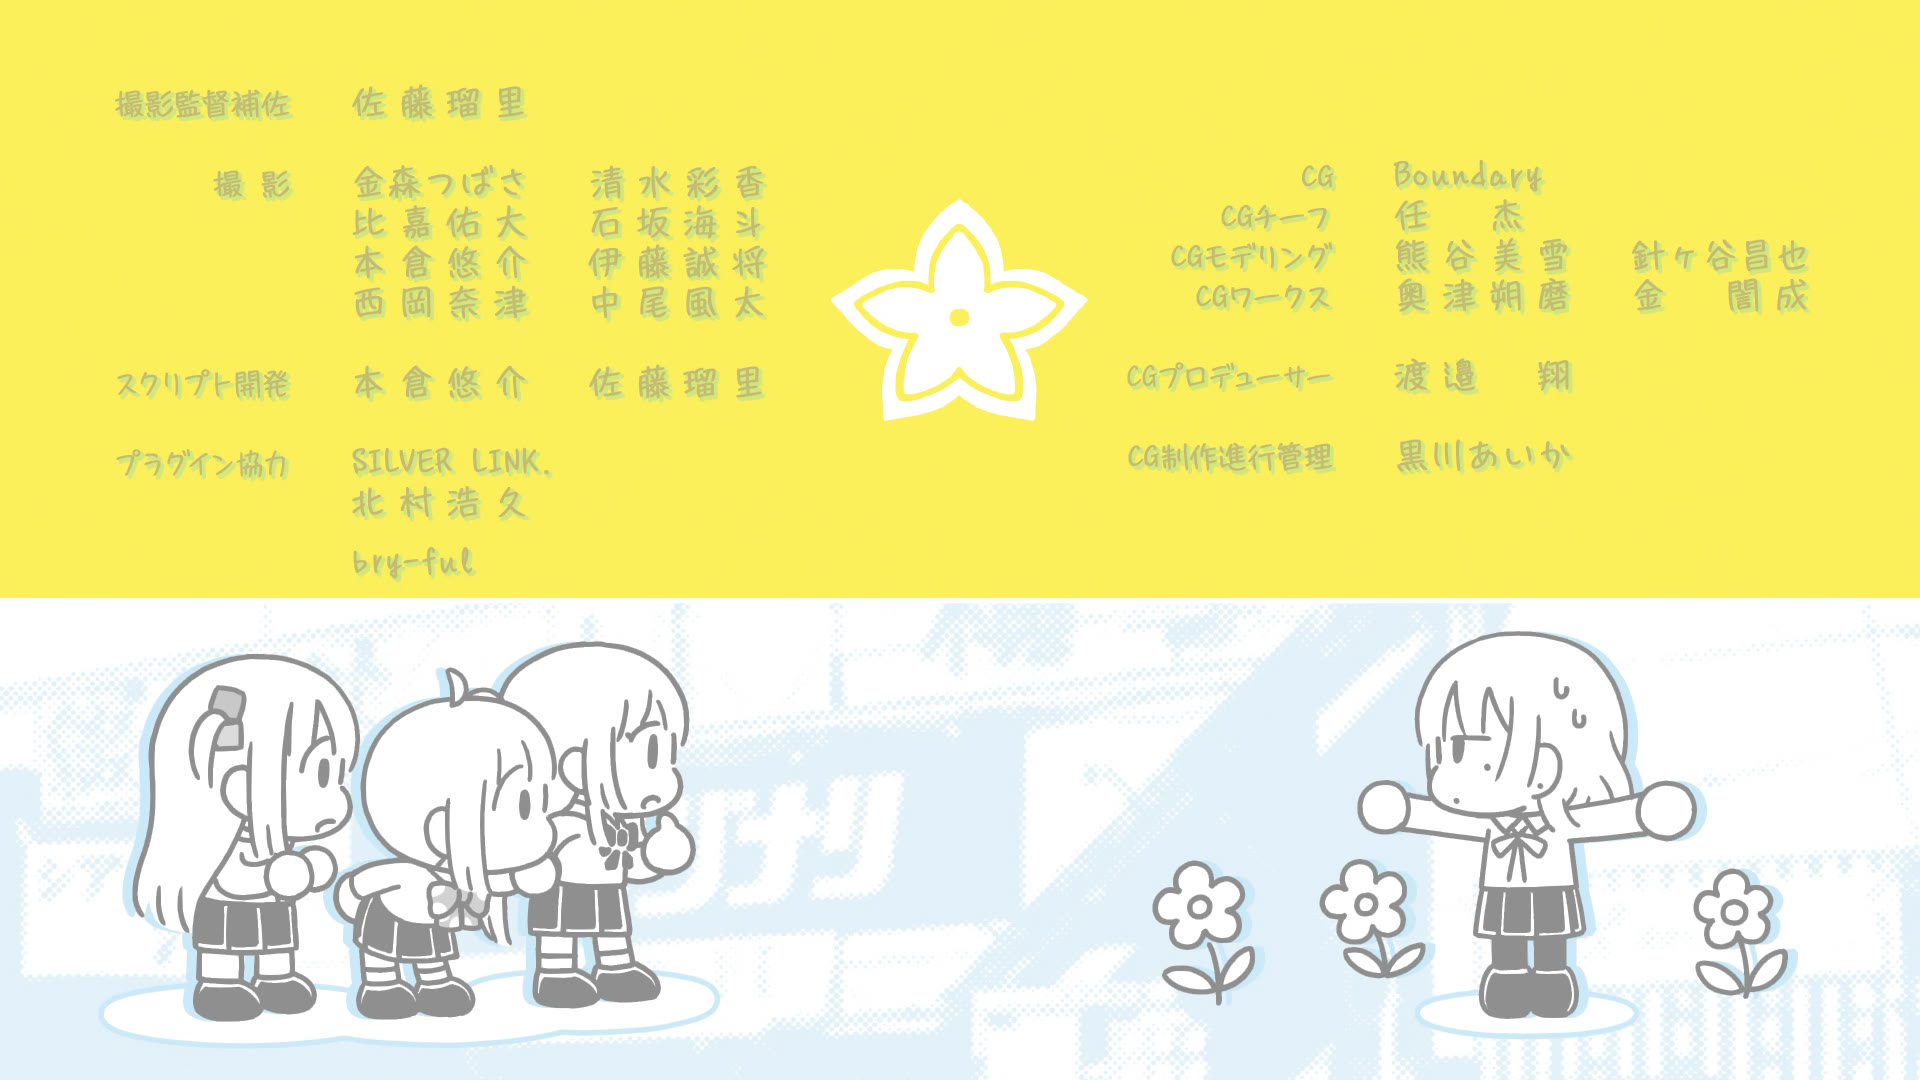 撮影監督補佐 佐藤瑠里
撮影 金森つばさ 清水彩香
比嘉佑大 石坂海斗
本倉悠介 伊藤誠将
西岡奈津 中尾風太
スクリプト開発 本倉悠介 佐藤瑠里
プラグイン協力 SILVER LINK.
北村浩久
bry-ful
CG Boundary
CGチーフ 任杰
CGモデリング 熊谷美雪 針ヶ谷昌也
CGワークス 奥津朔磨 金誾成
CGプロデューサー 渡邉翔
CG制作進行管理 黒川あいか